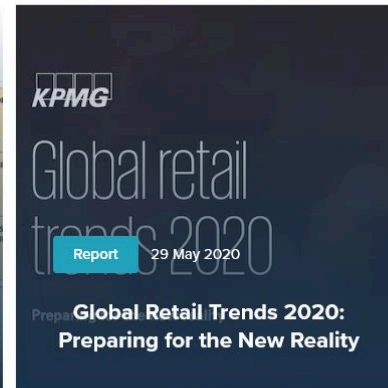 KPMG
Global retail
trends 2020
Report 29 May 2020
Global Retail Trends 2020:
Preparing for the New Reality